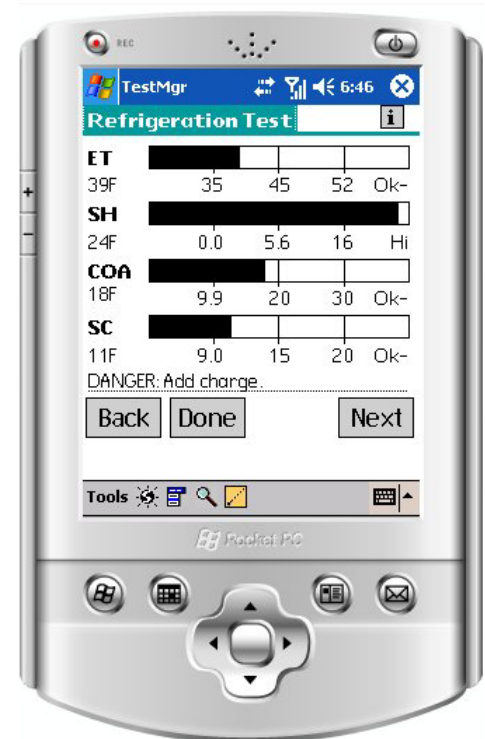 REC
TestMgr 6:46
Refrigeration Test i
ET
39F 35 45 52 Ok-
SH
24F 0.0 5.6 16 Hi
COA
18F 9.9 20 30 Ok-
SC
11F 9.0 15 20 Ok-
DANGER: Add charge.
Back Done Next
Tools
Pocket PC